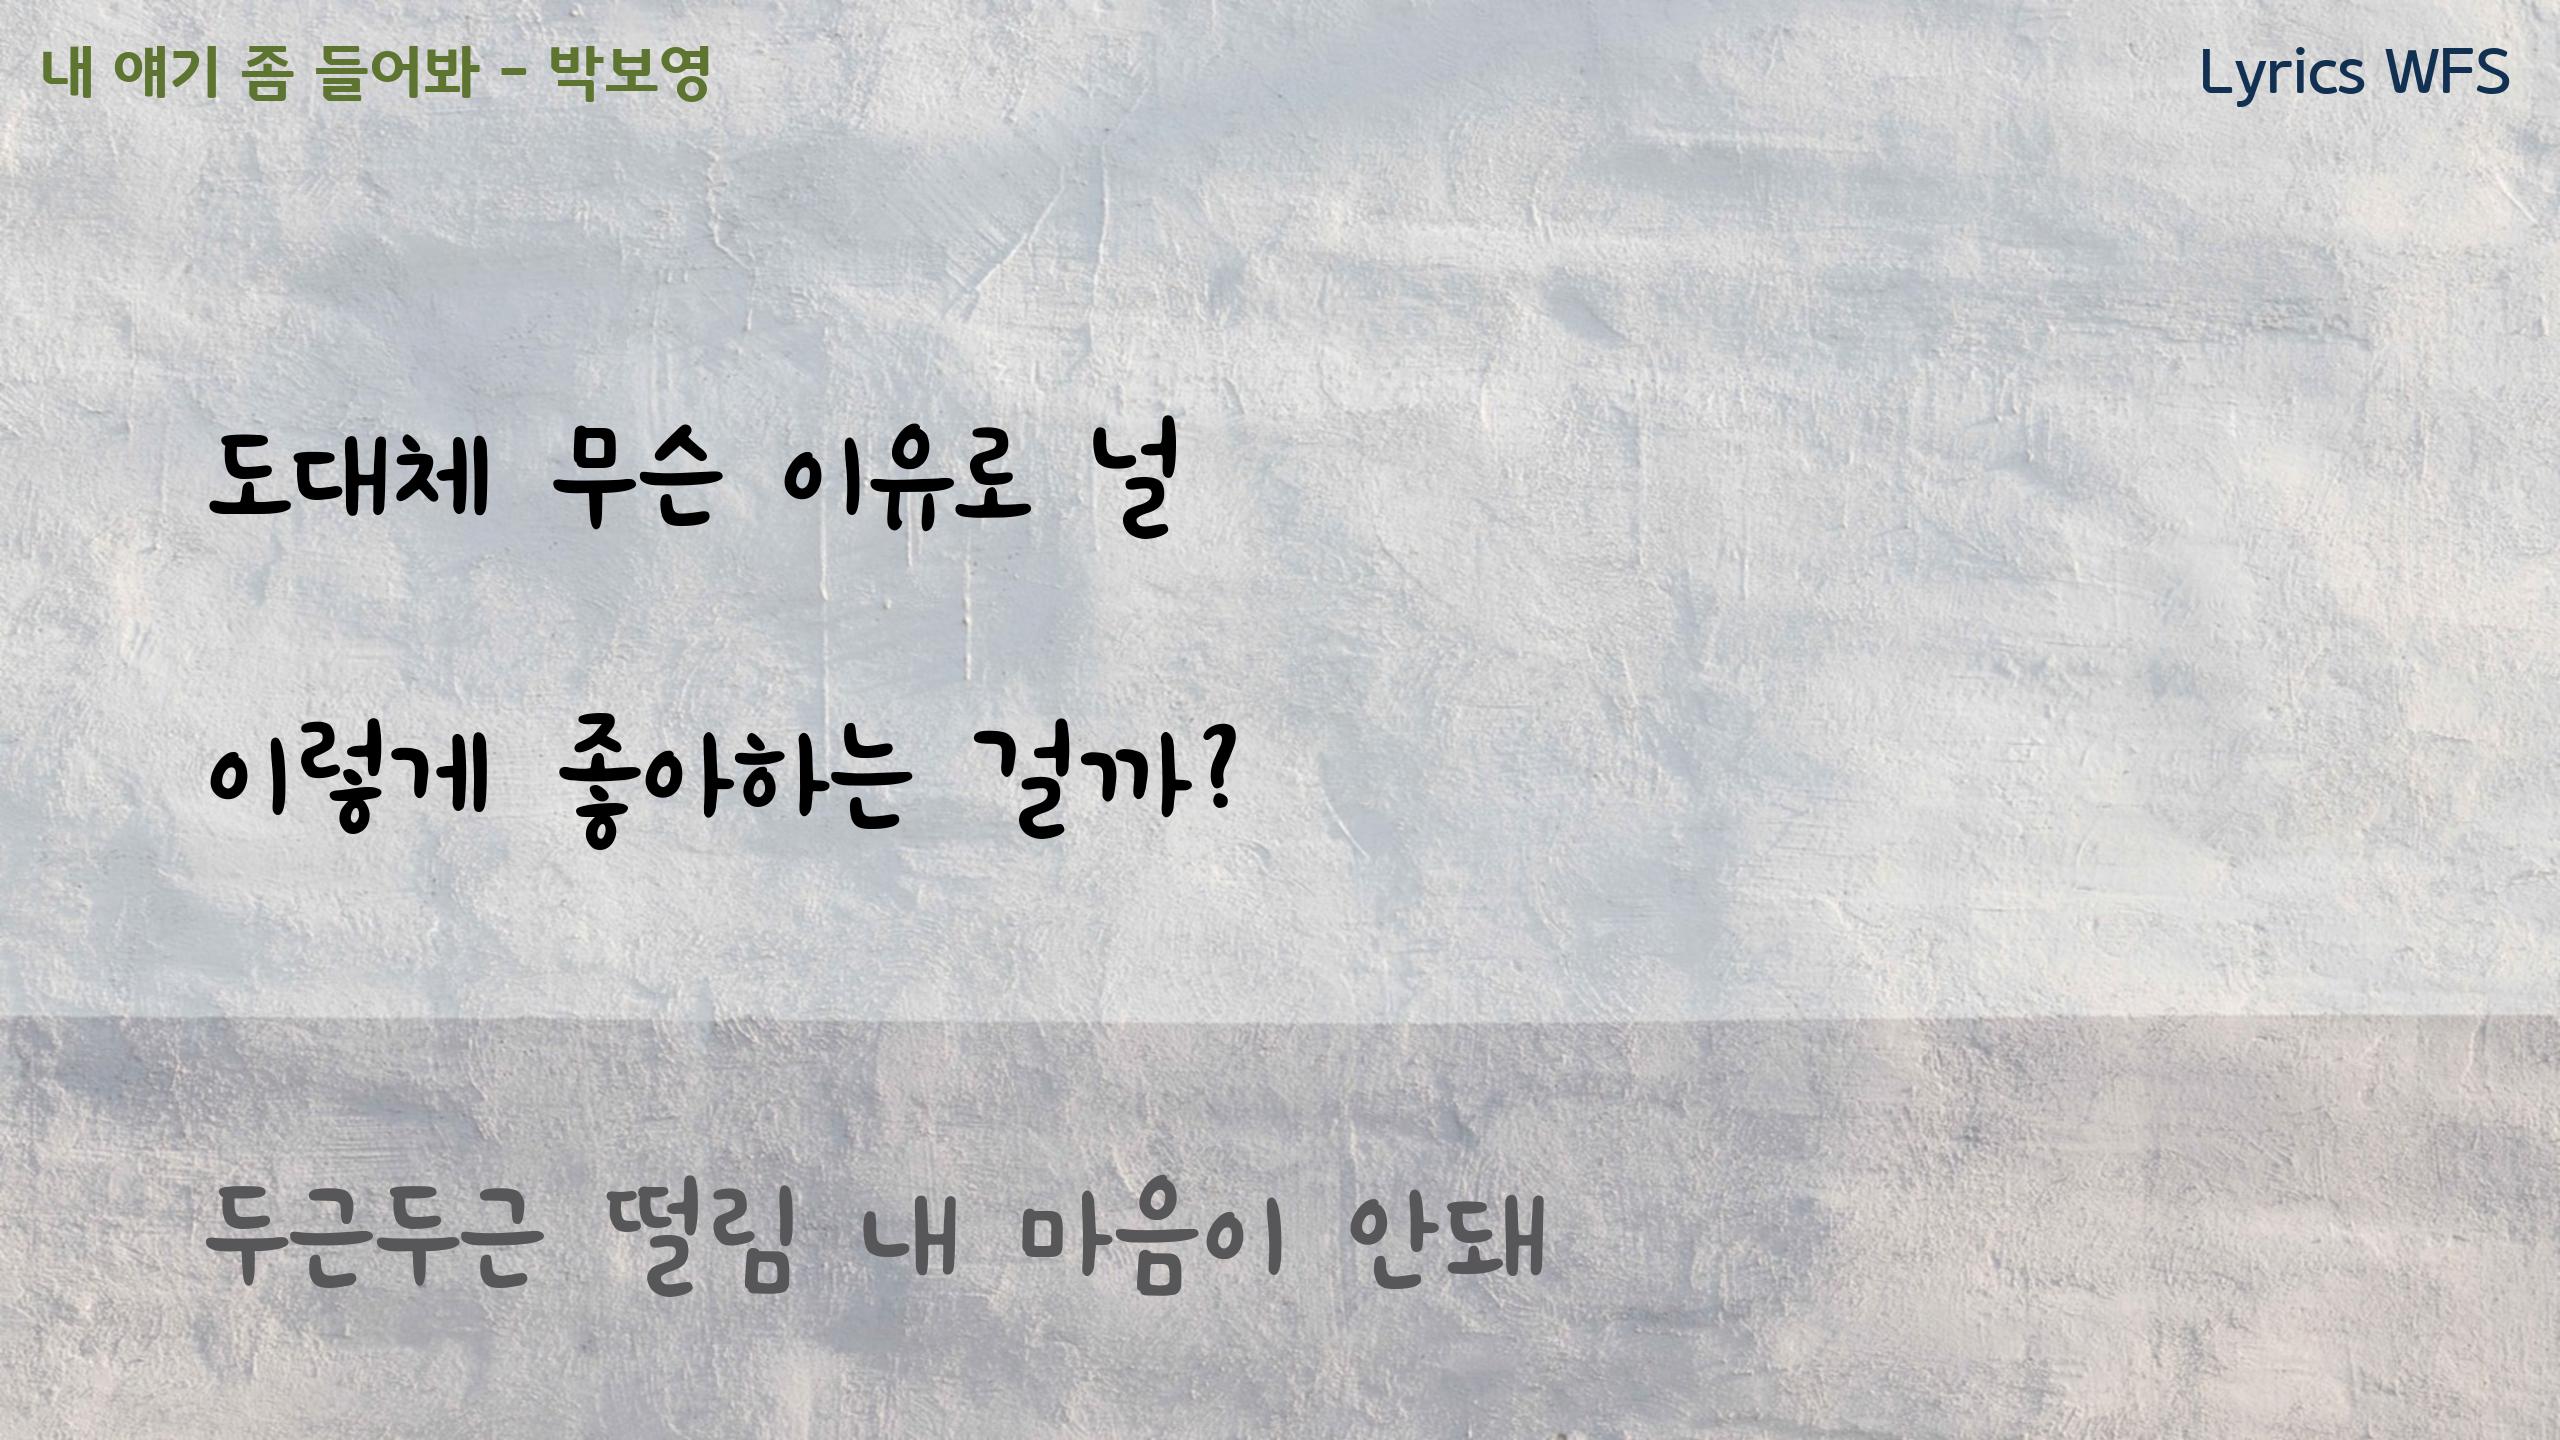 내 얘기 좀 들어봐 - 박보영
Lyrics WFS
도대체 무슨 이유로 널
이렇게 좋아하는 걸까?
두근두근 떨림 내 마음이 안돼